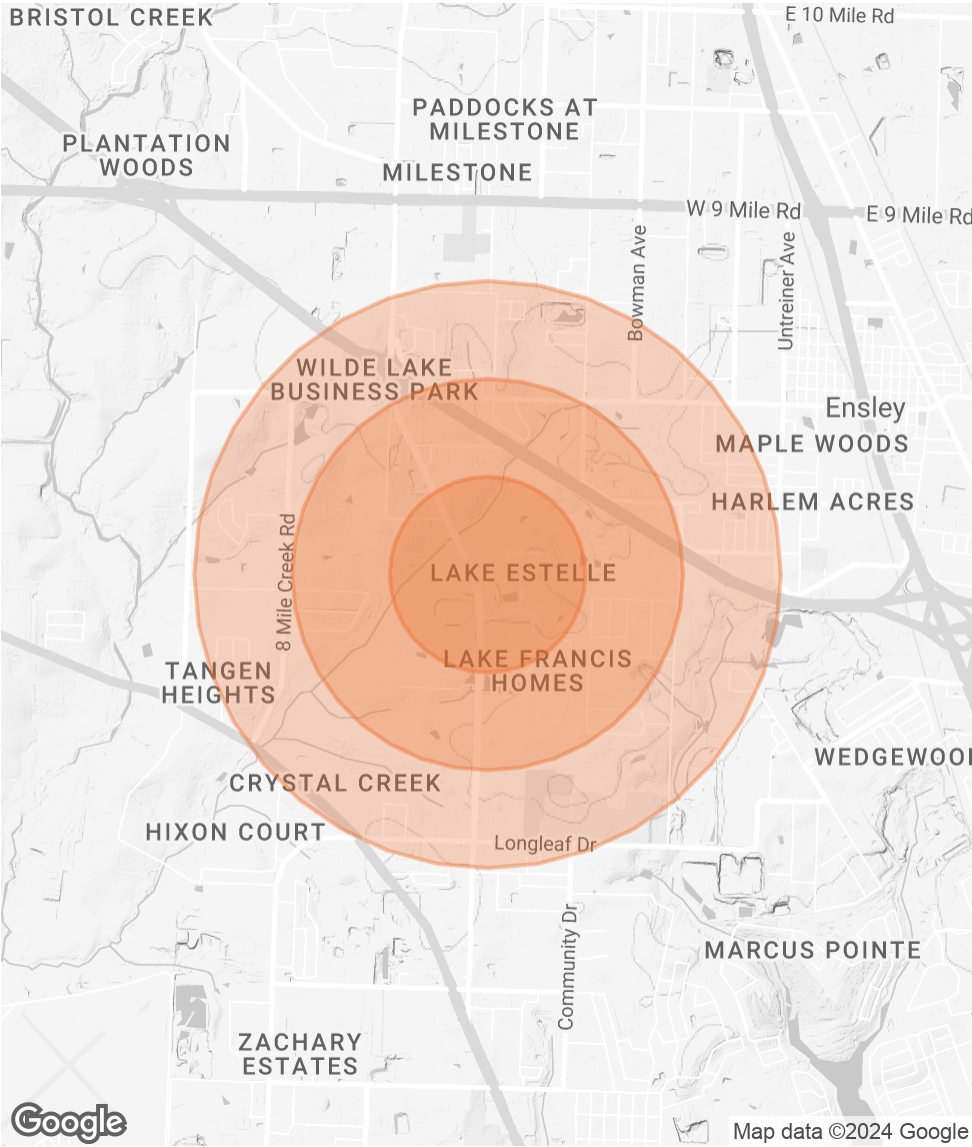 BRISTOL CREEK
E 10 Mile Rd
PADDOCKS AT
MILESTONE
PLANTATION
WOODS
MILESTONE
W 9 Mile Rd
E 9 Mile Rd
Bowman Ave
Untreiner Ave
WILDE LAKE
BUSINESS PARK
Ensley
MAPLE WOODS
HARLEM ACRES
8 Mile Creek Rd
LAKE ESTELLE
LAKE FRANCIS
HOMES
TANGEN
HEIGHTS
WEDGEWOO
CRYSTAL CREEK
HIXON COURT
Longleaf Dr
Community Dr
MARCUS POINTE
ZACHARY
ESTATES
Google
Map data ©2024 Google